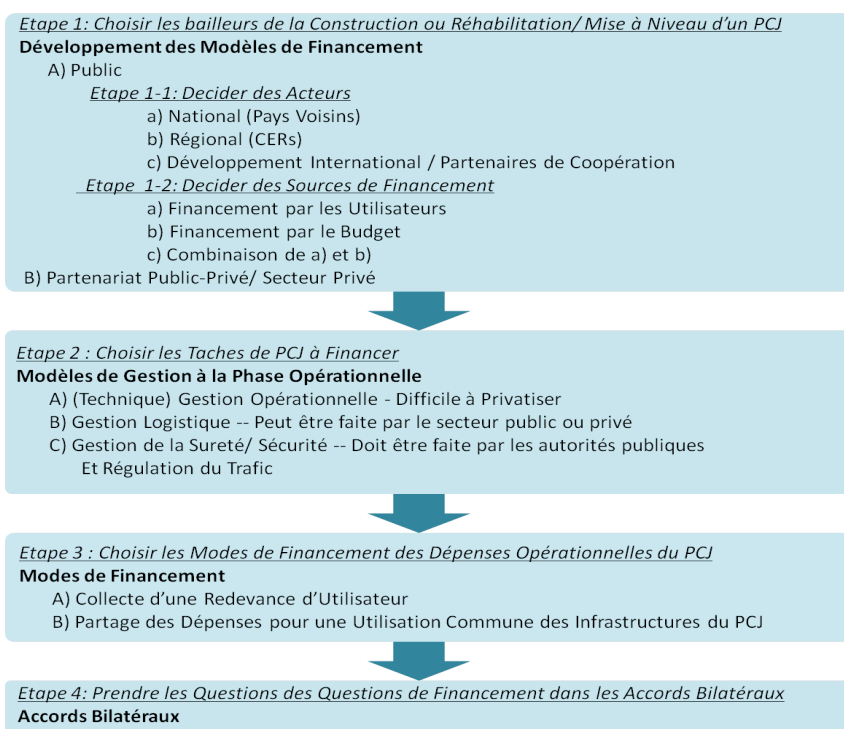 Etape 1: Choisir les bailleurs de la Construction ou Réhabilitation/ Mise à Niveau d’un PCJ
Développement des Modèles de Financement
A) Public
Etape 1-1: Decider des Acteurs
a) National (Pays Voisins)
b) Régional (CERs)
c) Développement International / Partenaires de Coopération
Etape 1-2: Decider des Sources de Financement
a) Financement par les Utilisateurs
b) Financement par le Budget
c) Combinaison de a) et b)
B) Partenariat Public-Privé/ Secteur Privé
Etape 2 : Choisir les Taches de PCJ à Financer
Modèles de Gestion à la Phase Opérationnelle
A) (Technique) Gestion Opérationnelle - Difficile à Privatiser
B) Gestion Logistique -- Peut être faite par le secteur public ou privé
C) Gestion de la Sureté/ Sécurité -- Doit être faite par les autorités publiques
Et Régulation du Trafic
Etape 3 : Choisir les Modes de Financement des Dépenses Opérationnelles du PCJ
Modes de Financement
A) Collecte d’une Redevance d’Utilisateur
B) Partage des Dépenses pour une Utilisation Commune des Infrastructures du PCJ
Etape 4: Prendre les Questions des Questions de Financement dans les Accords Bilatéraux
Accords Bilatéraux